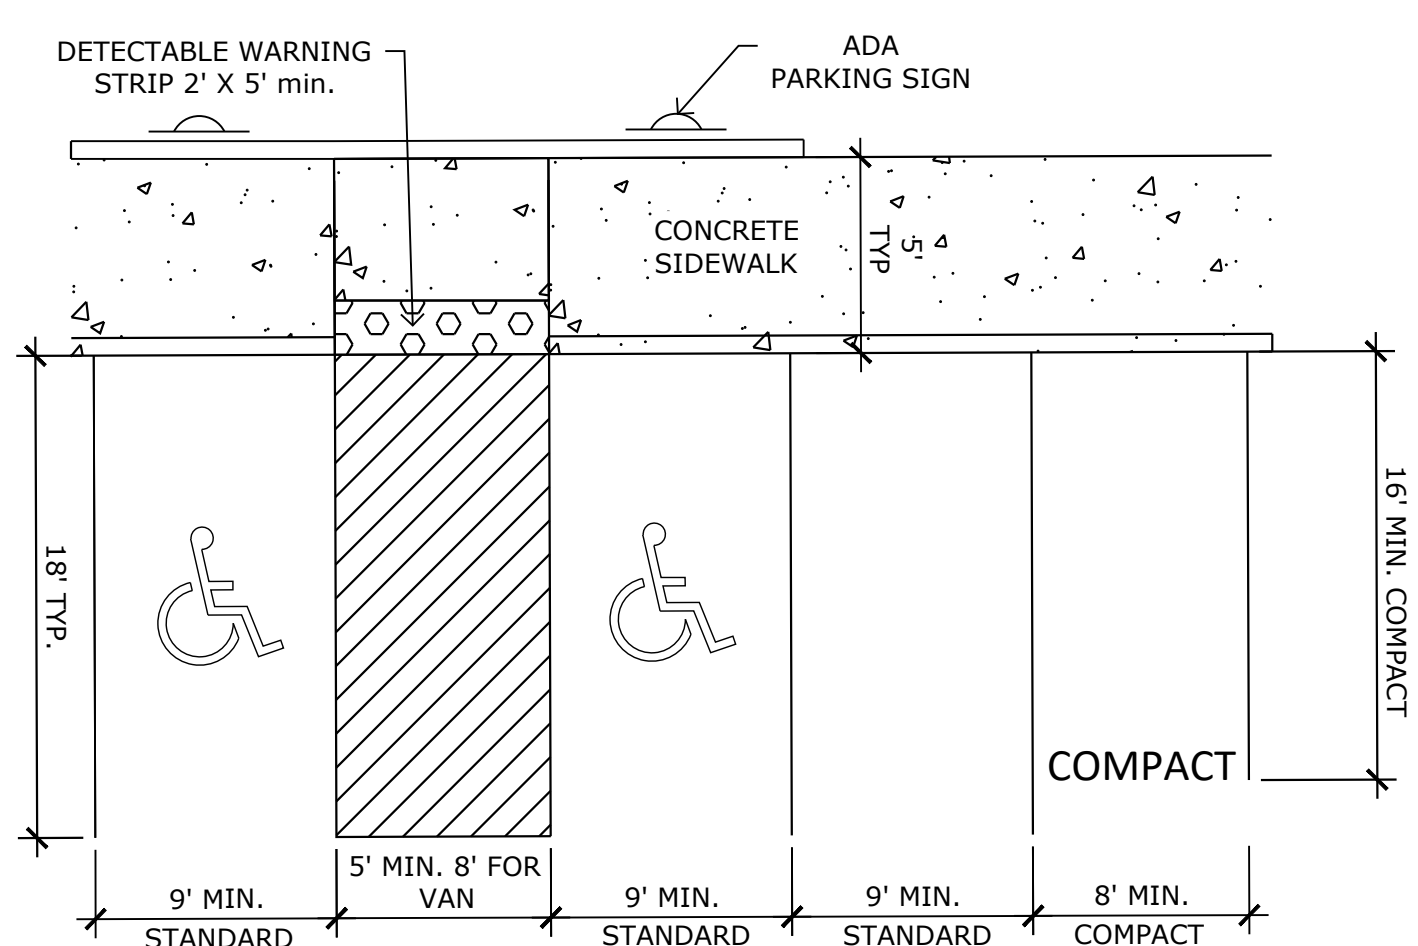 DETECTABLE WARNING
STRIP 2' X 5' min.
ADA
PARKING SIGN
CONCRETE
SIDEWALK
5'
TYP
18' TYP.
16' MIN. COMPACT
COMPACT
9' MIN.
STANDARD
5' MIN. 8' FOR
VAN
9' MIN.
STANDARD
9' MIN.
STANDARD
8' MIN.
COMPACT